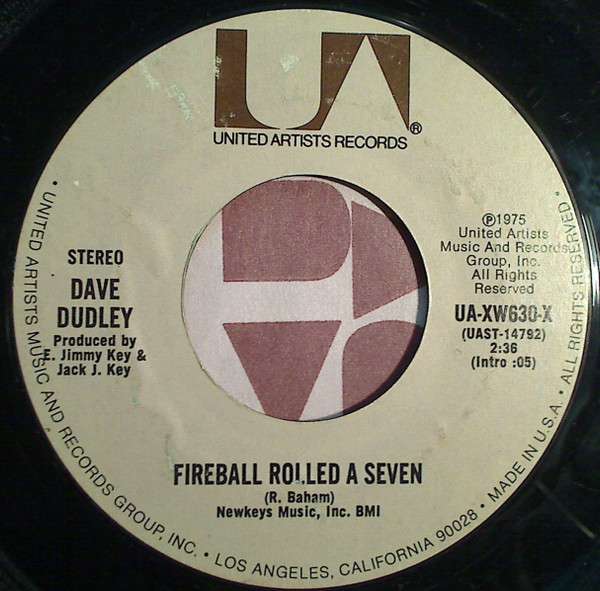 UA®
UNITED ARTISTS RECORDS
STEREO
DAVE
DUDLEY
Produced by
E. Jimmy Key &
Jack J. Key
℗1975
United Artists
Music And Records
Group, Inc.
All Rights
Reserved
UA-XW630-X
(UAST-14792)
2:36
(Intro :05)
FIREBALL ROLLED A SEVEN
(R. Baham)
Newkeys Music, Inc. BMI
• UNITED ARTISTS MUSIC AND RECORDS GROUP, INC. • LOS ANGELES, CALIFORNIA 90028 • MADE IN U.S.A. • ALL RIGHTS RESERVED •